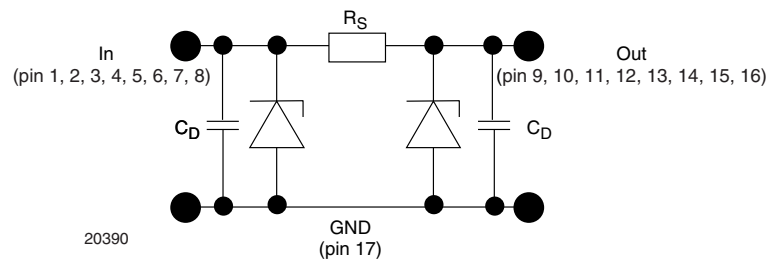 R_S
In
Out
(pin 1, 2, 3, 4, 5, 6, 7, 8)
(pin 9, 10, 11, 12, 13, 14, 15, 16)
C_D
C_D
GND
(pin 17)
20390